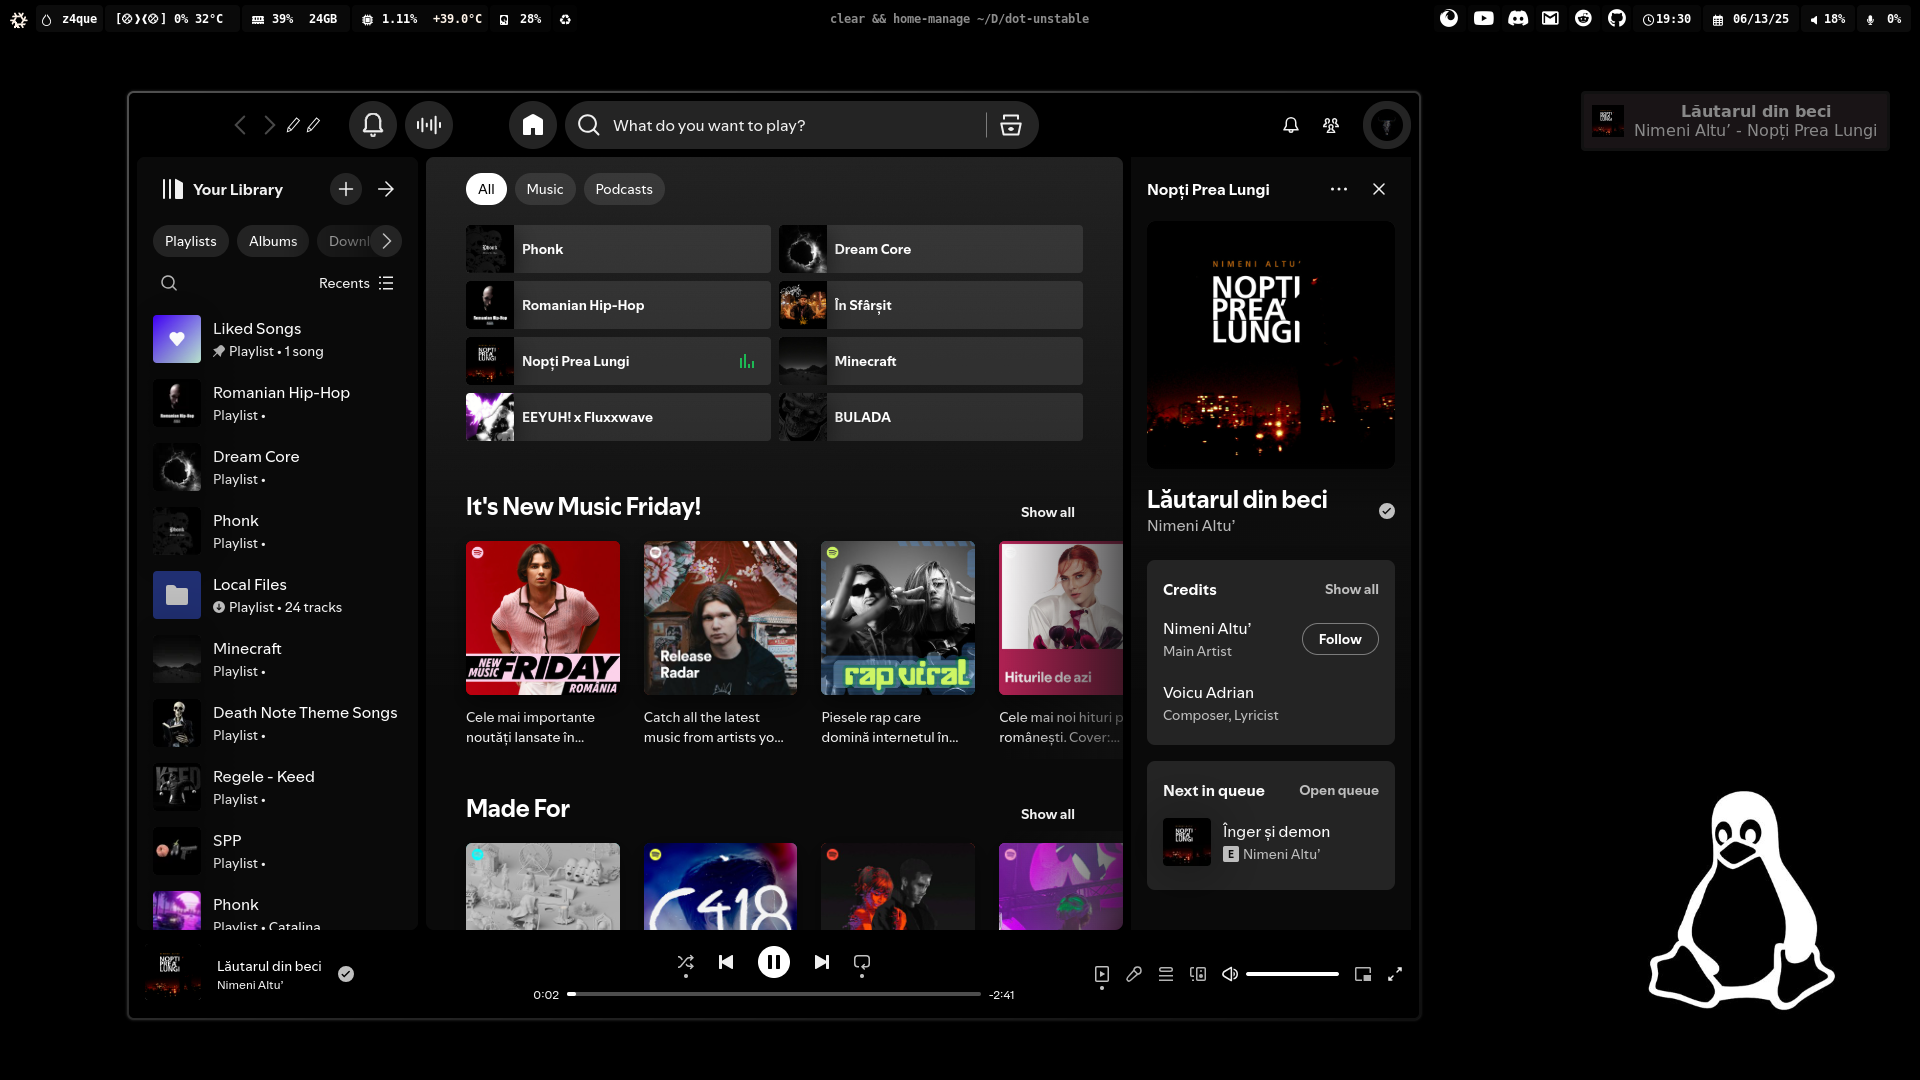 z4que
[⊗❩❨⊗] 0% 32°C
39% 24GB
1.11% +39.0°C
28%
clear && home-manage ~/D/dot-unstable
19:30
06/13/25
18%
0%
Lăutarul din beci
Nimeni Altu’ - Nopți Prea Lungi
What do you want to play?
Your Library
Playlists
Albums
Downl
Recents
Liked Songs
Playlist • 1 song
Romanian Hip-Hop
Playlist •
Dream Core
Playlist •
Phonk
Playlist •
Local Files
Playlist • 24 tracks
Minecraft
Playlist •
Death Note Theme Songs
Playlist •
Regele - Keed
Playlist •
SPP
Playlist •
Phonk
Playlist • Catalina
All
Music
Podcasts
Phonk
Dream Core
Romanian Hip-Hop
În Sfârșit
Nopți Prea Lungi
Minecraft
EEYUH! x Fluxxwave
BULADA
It's New Music Friday!
Show all
NEW MUSIC FRIDAY
ROMÂNIA
Release
Radar
rap viral
Hiturile de azi
Cele mai importante
noutăți lansate în...
Catch all the latest
music from artists yo...
Piesele rap care
domină internetul în...
Cele mai noi hituri p
românești. Cover:...
Made For
Show all
C418
Nopți Prea Lungi
NIMENI ALTU'
NOPȚI
PREA
LUNGI
Lăutarul din beci
Nimeni Altu’
Credits
Show all
Nimeni Altu’
Main Artist
Follow
Voicu Adrian
Composer, Lyricist
Next in queue
Open queue
NOPȚI
PREA
LUNGI
Înger și demon
E Nimeni Altu’
NOPȚI
PREA
LUNGI
Lăutarul din beci
Nimeni Altu’
0:02
-2:41